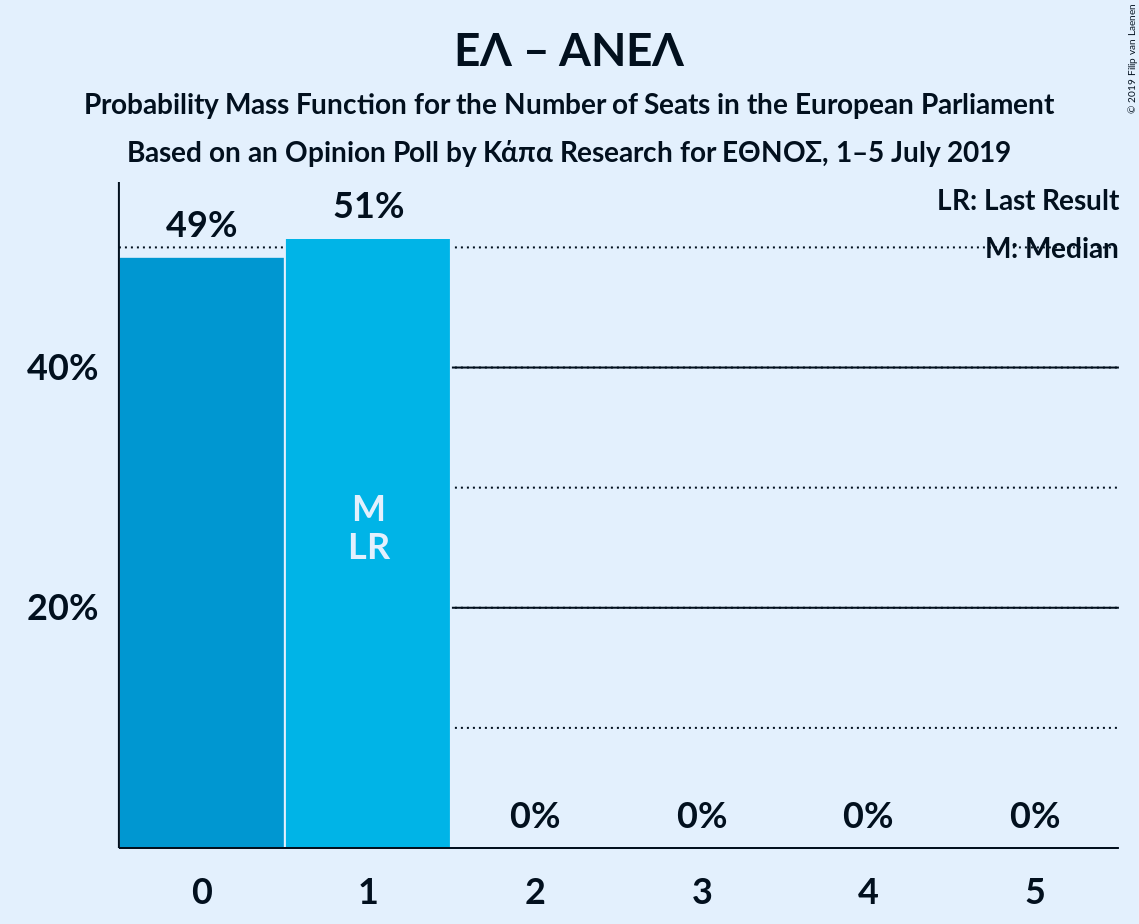 ΕΛ – ΑΝΕΛ
Probability Mass Function for the Number of Seats in the European Parliament
Based on an Opinion Poll by Κάπα Research for ΕΘΝΟΣ, 1–5 July 2019
© 2019 Filip van Laenen
LR: Last Result
M: Median
49%
51%
40%
20%
M
LR
0%
0%
0%
0%
0
1
2
3
4
5